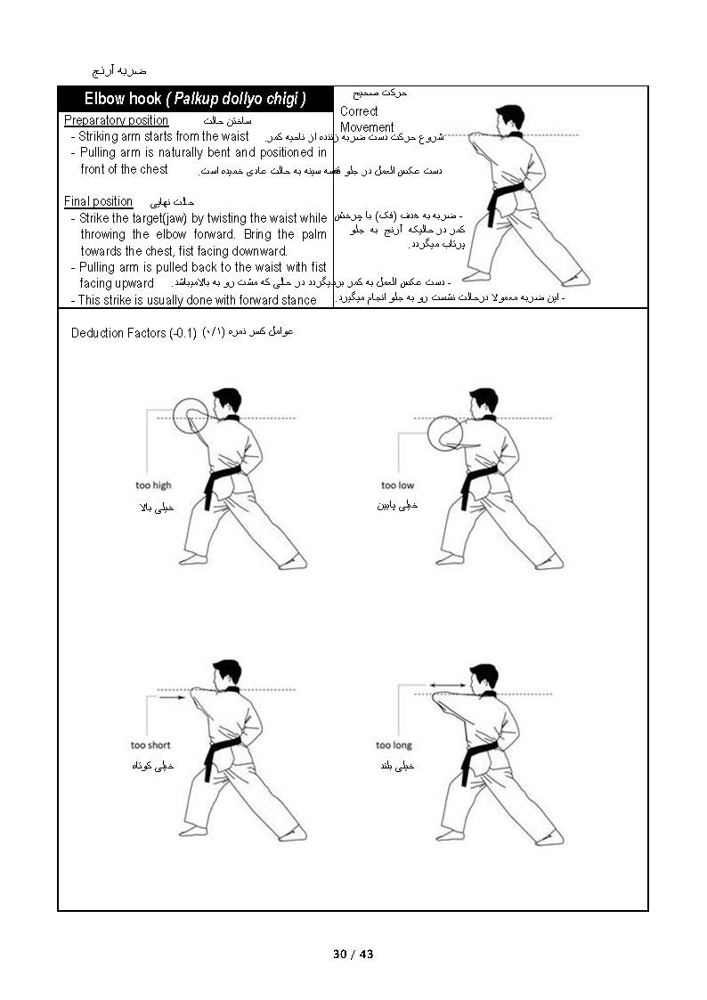 ضربه آرنج
Elbow hook ( Palkup dollyo chigi )
Preparatory position ساختن حالت
- Striking arm starts from the waist شروع حرکت دست ضربه زننده از ناحیه کمر.
- Pulling arm is naturally bent and positioned in
front of the chest دست عکس العمل در جلو قفسه سینه به حالت عادی خمیده است.
Final position حالت نهایی
- Strike the target(jaw) by twisting the waist while
throwing the elbow forward. Bring the palm
towards the chest, fist facing downward.
- ضربه به هدف (فک) با چرخش
کمر در حالیکه آرنج به جلو
پرتاب میگردد.
- Pulling arm is pulled back to the waist with fist
facing upward - دست عکس العمل به کمر برمیگردد در حالی که مشت رو به بالامیباشد.
- This strike is usually done with forward stance - این ضربه معمولا درحالت نشست رو به جلو انجام میگیرد.
حرکت صحیح
Correct
Movement
Deduction Factors (-0.1) عوامل کسر نمره (۰/۱)
too high
خیلی بالا
too low
خیلی پایین
too short
خیلی کوتاه
too long
خیلی بلند
30 / 43